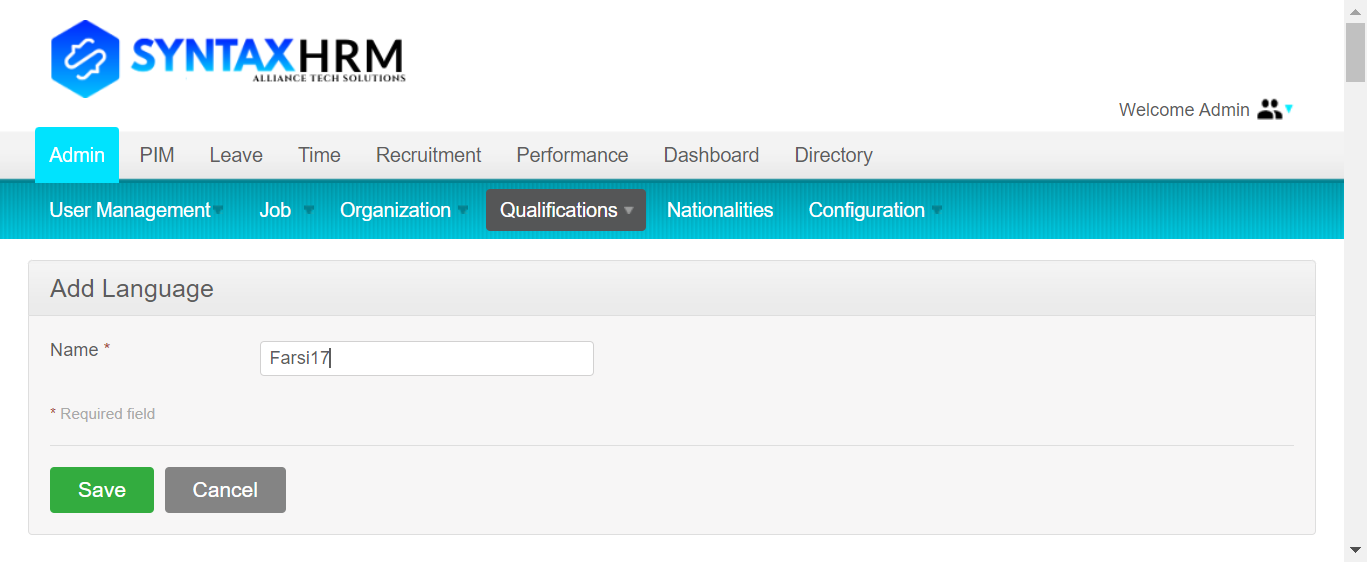 SYNTAXHRM
ALLIANCE TECH SOLUTIONS
Welcome Admin
Admin PIM Leave Time Recruitment Performance Dashboard Directory
User Management Job Organization Qualifications Nationalities Configuration
Add Language
Name * Farsi17
* Required field
Save Cancel